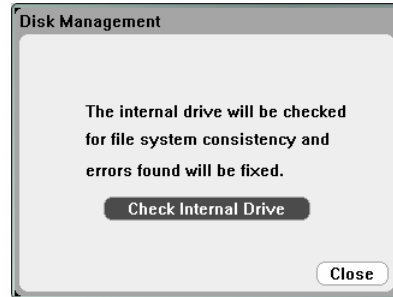 Disk Management
The internal drive will be checked
for file system consistency and
errors found will be fixed.
Check Internal Drive
Close